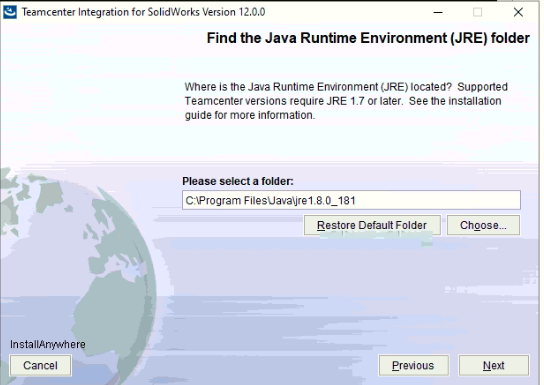 Teamcenter Integration for SolidWorks Version 12.0.0
Find the Java Runtime Environment (JRE) folder
Where is the Java Runtime Environment (JRE) located? Supported
Teamcenter versions require JRE 1.7 or later. See the installation
guide for more information.
Please select a folder:
C:\Program Files\Java\jre1.8.0_181
Restore Default Folder
Choose...
InstallAnywhere
Cancel
Previous
Next